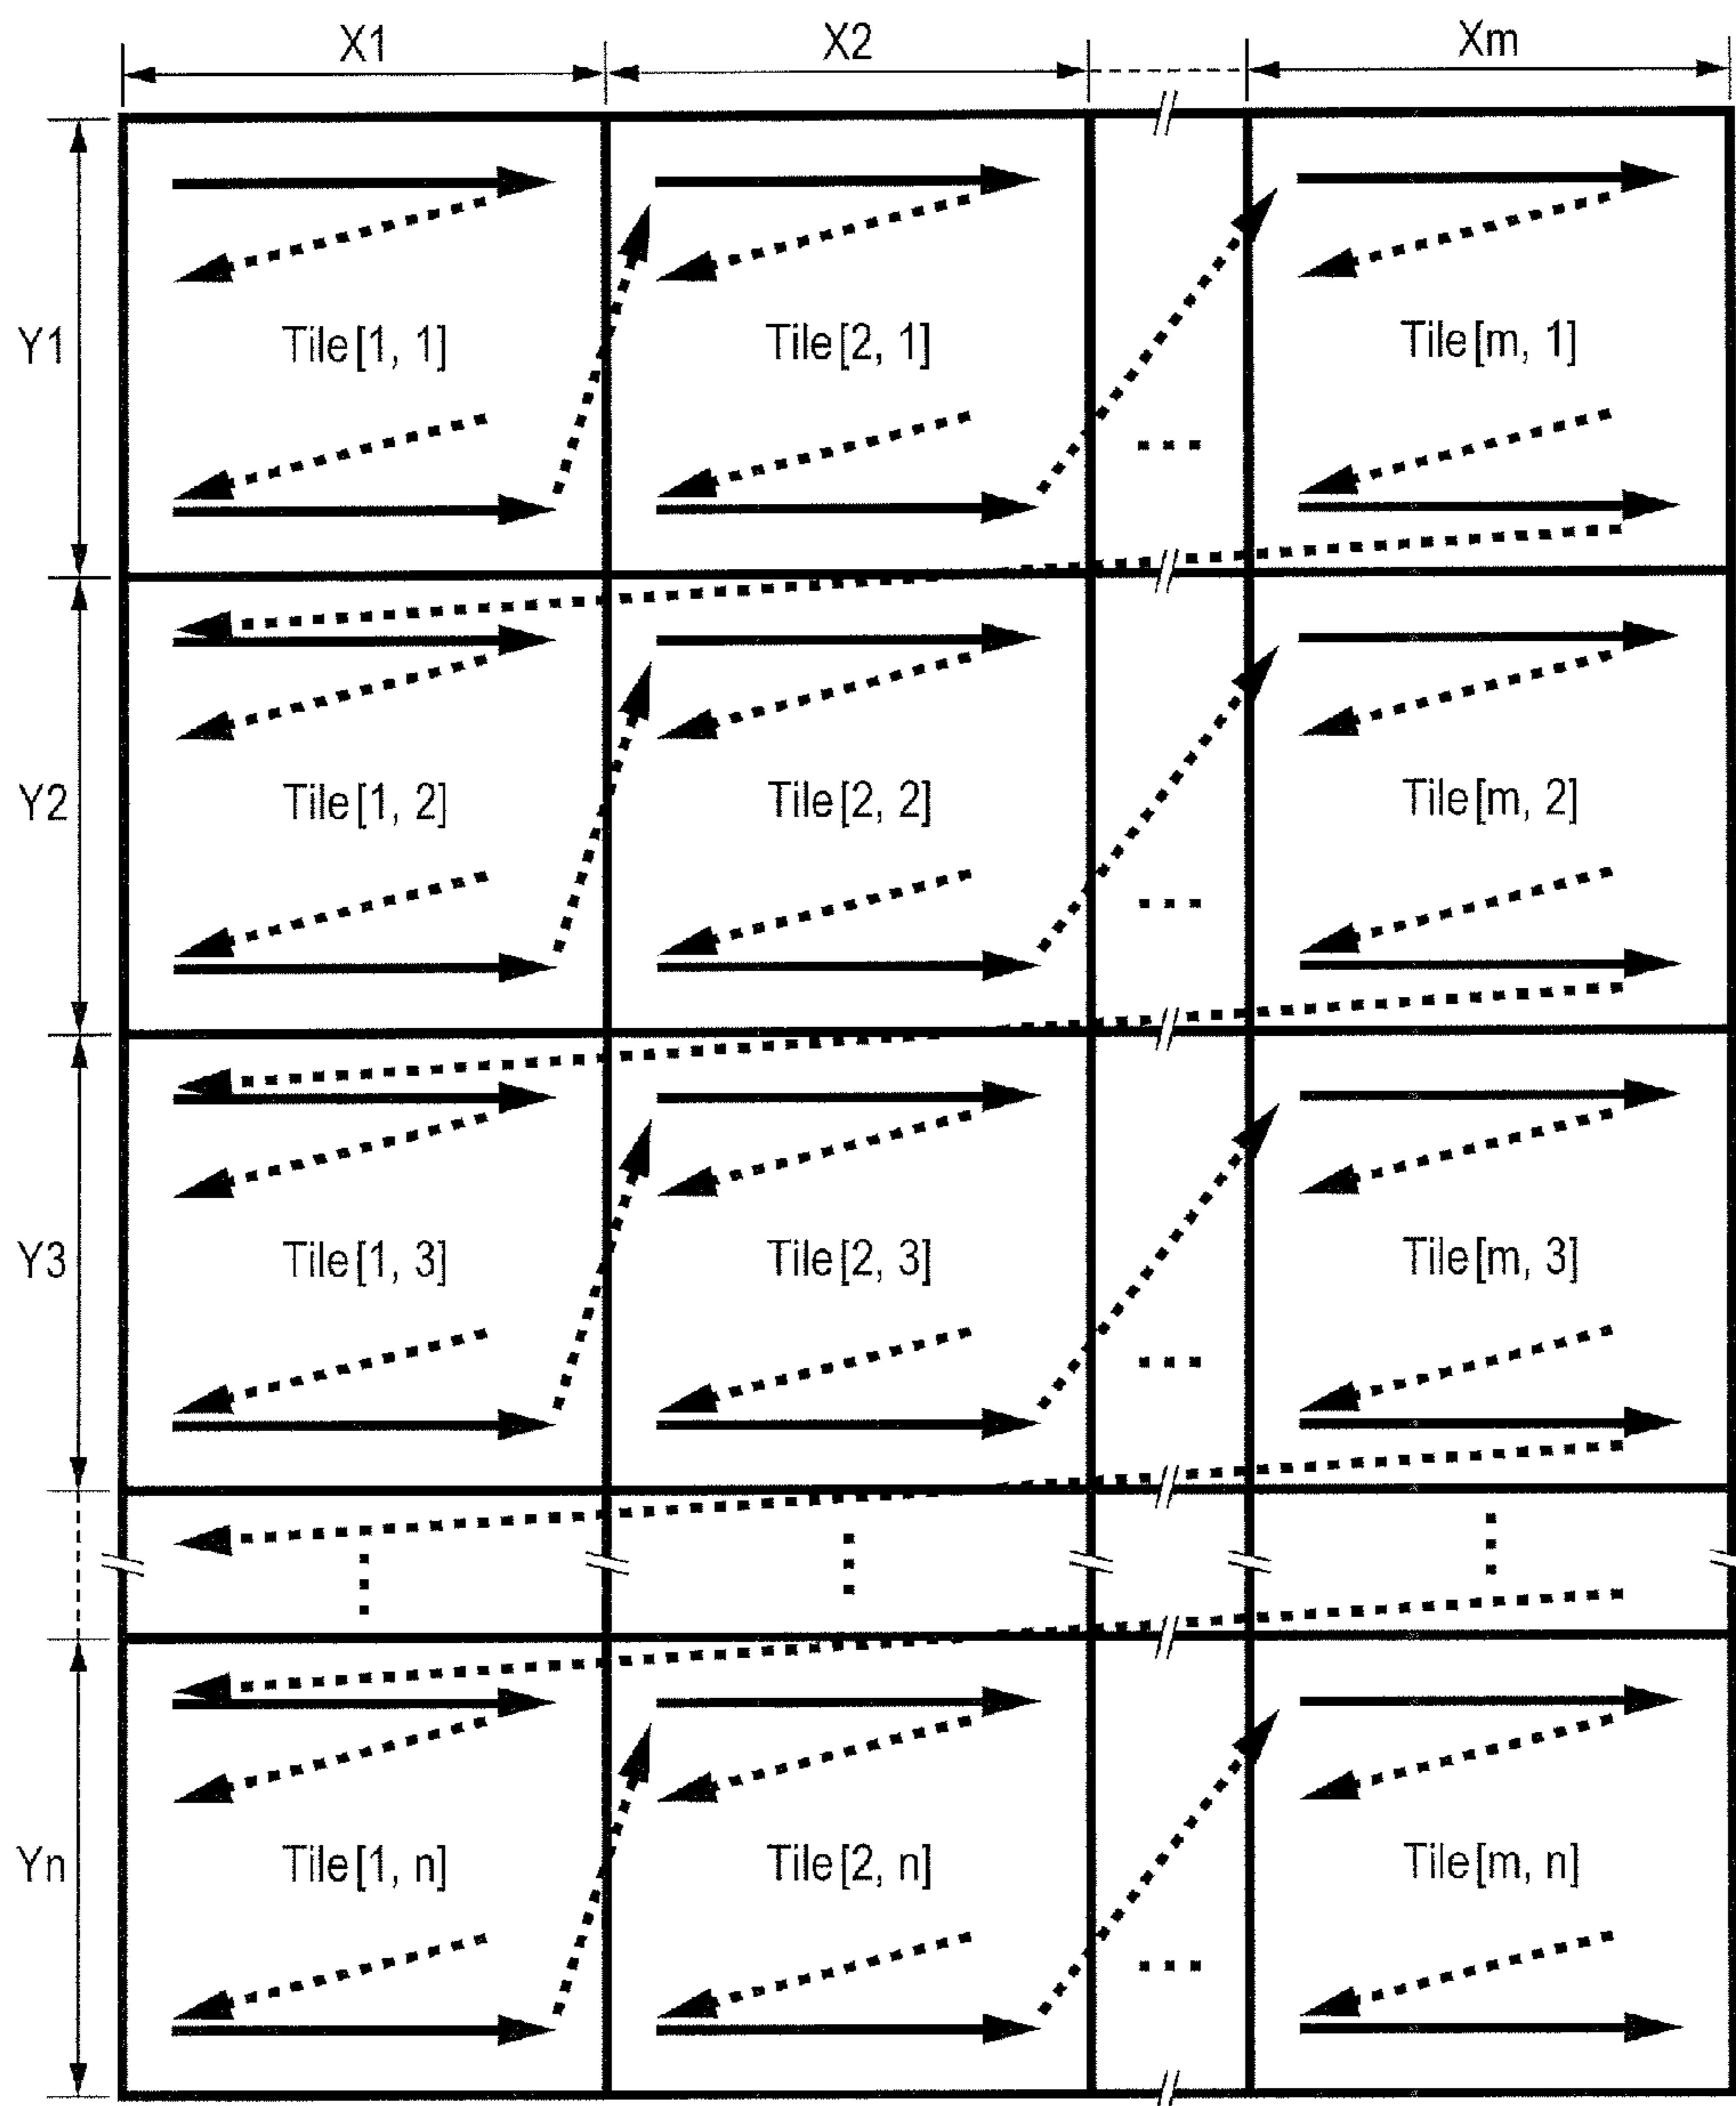 X1 X2 Xm
Y1 Tile[1, 1] Tile[2, 1] Tile[m, 1]
...
Y2 Tile[1, 2] Tile[2, 2] Tile[m, 2]
...
Y3 Tile[1, 3] Tile[2, 3] Tile[m, 3]
...
Yn Tile[1, n] Tile[2, n] Tile[m, n]
...